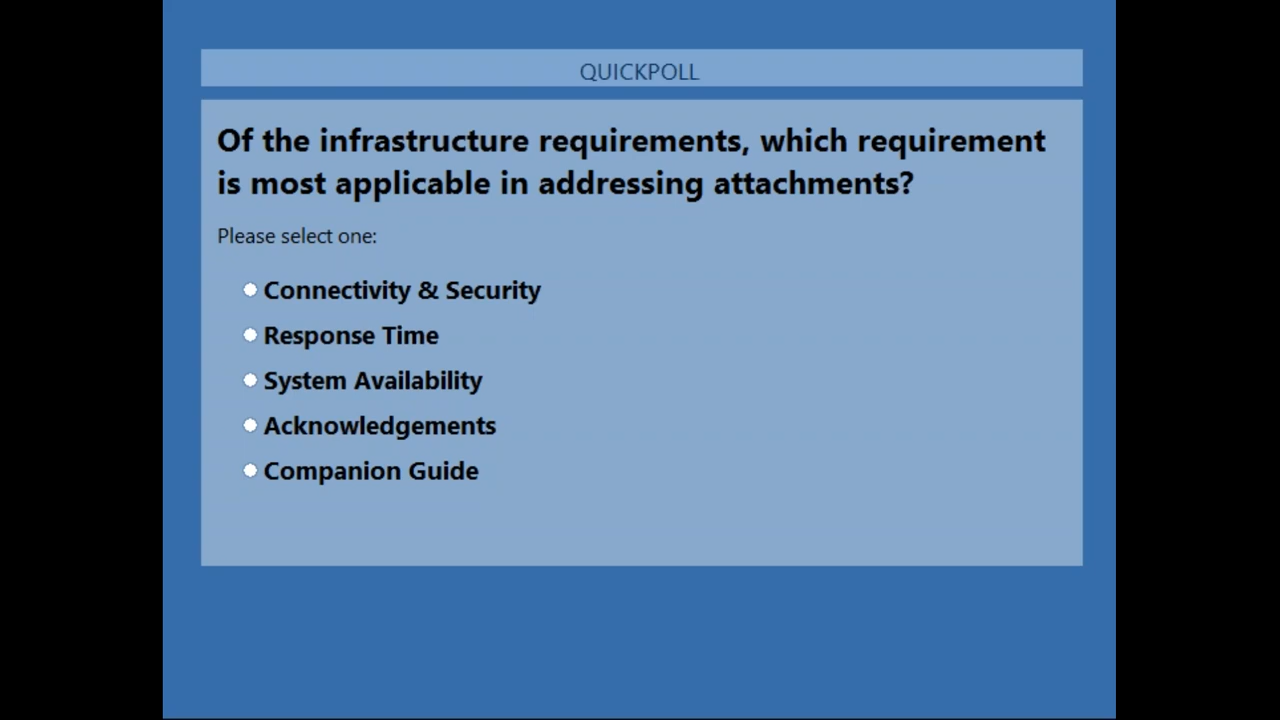 QUICKPOLL
Of the infrastructure requirements, which requirement
is most applicable in addressing attachments?
Please select one:
Connectivity & Security
Response Time
System Availability
Acknowledgements
Companion Guide